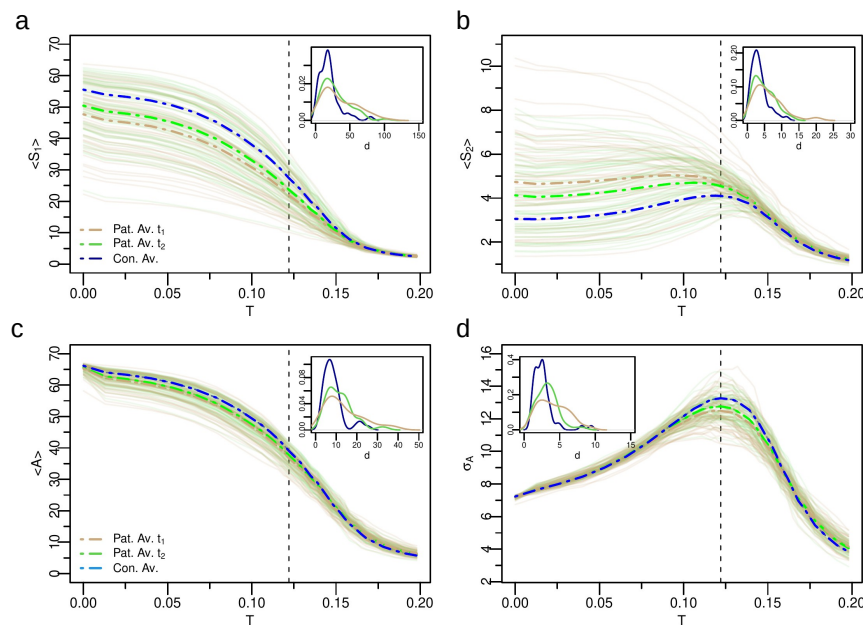 a
<S₁>
70
60
50
40
30
20
10
0
0.00 0.05 0.10 0.15 0.20
T
Pat. Av. t₁
Pat. Av. t₂
Con. Av.
0.00 0.02
0 50 100 150
d
b
<S₂>
10
8
6
4
2
0.00 0.05 0.10 0.15 0.20
T
0.00 0.10 0.20
0 5 10 15 20 25 30
d
c
<A>
70
60
50
40
30
20
10
0
0.00 0.05 0.10 0.15 0.20
T
Pat. Av. t₁
Pat. Av. t₂
Con. Av.
0.00 0.04 0.08
0 10 20 30 40 50
d
d
σA
16
14
12
10
8
6
4
2
0.00 0.05 0.10 0.15 0.20
T
0.0 0.2 0.4
0 5 10 15
d